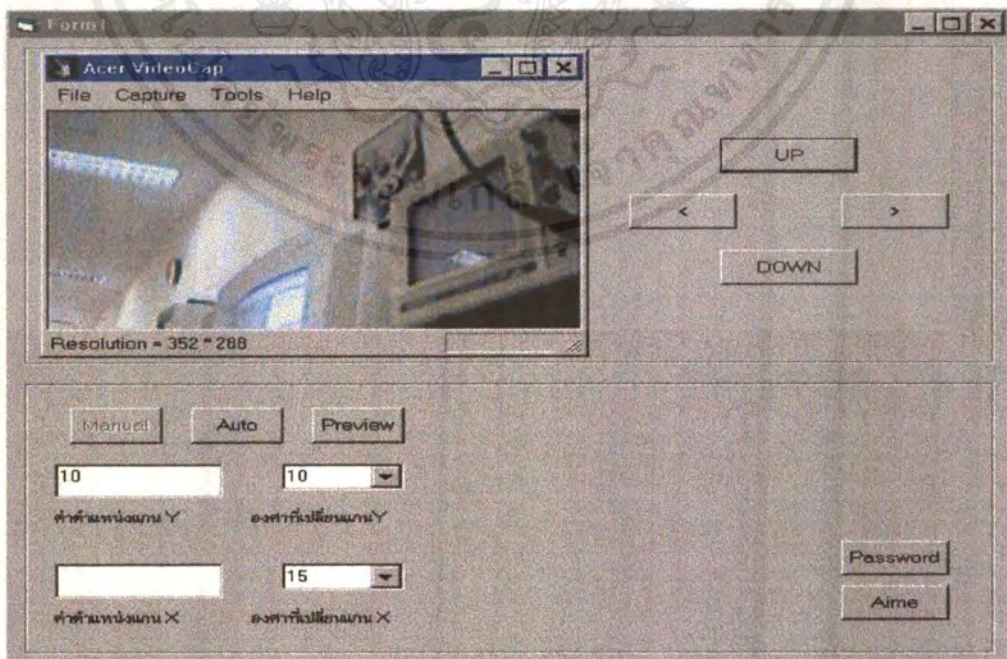 Form1
Acer VideoCap
File Capture Tools Help
UP
< >
DOWN
Resolution = 352 * 288
Manual Auto Preview
10 10
ค่าตำแหน่งแกน Y องศาที่เปลี่ยนแกนY
15
ค่าตำแหน่งแกน X องศาที่เปลี่ยนแกน X
Password
Aime